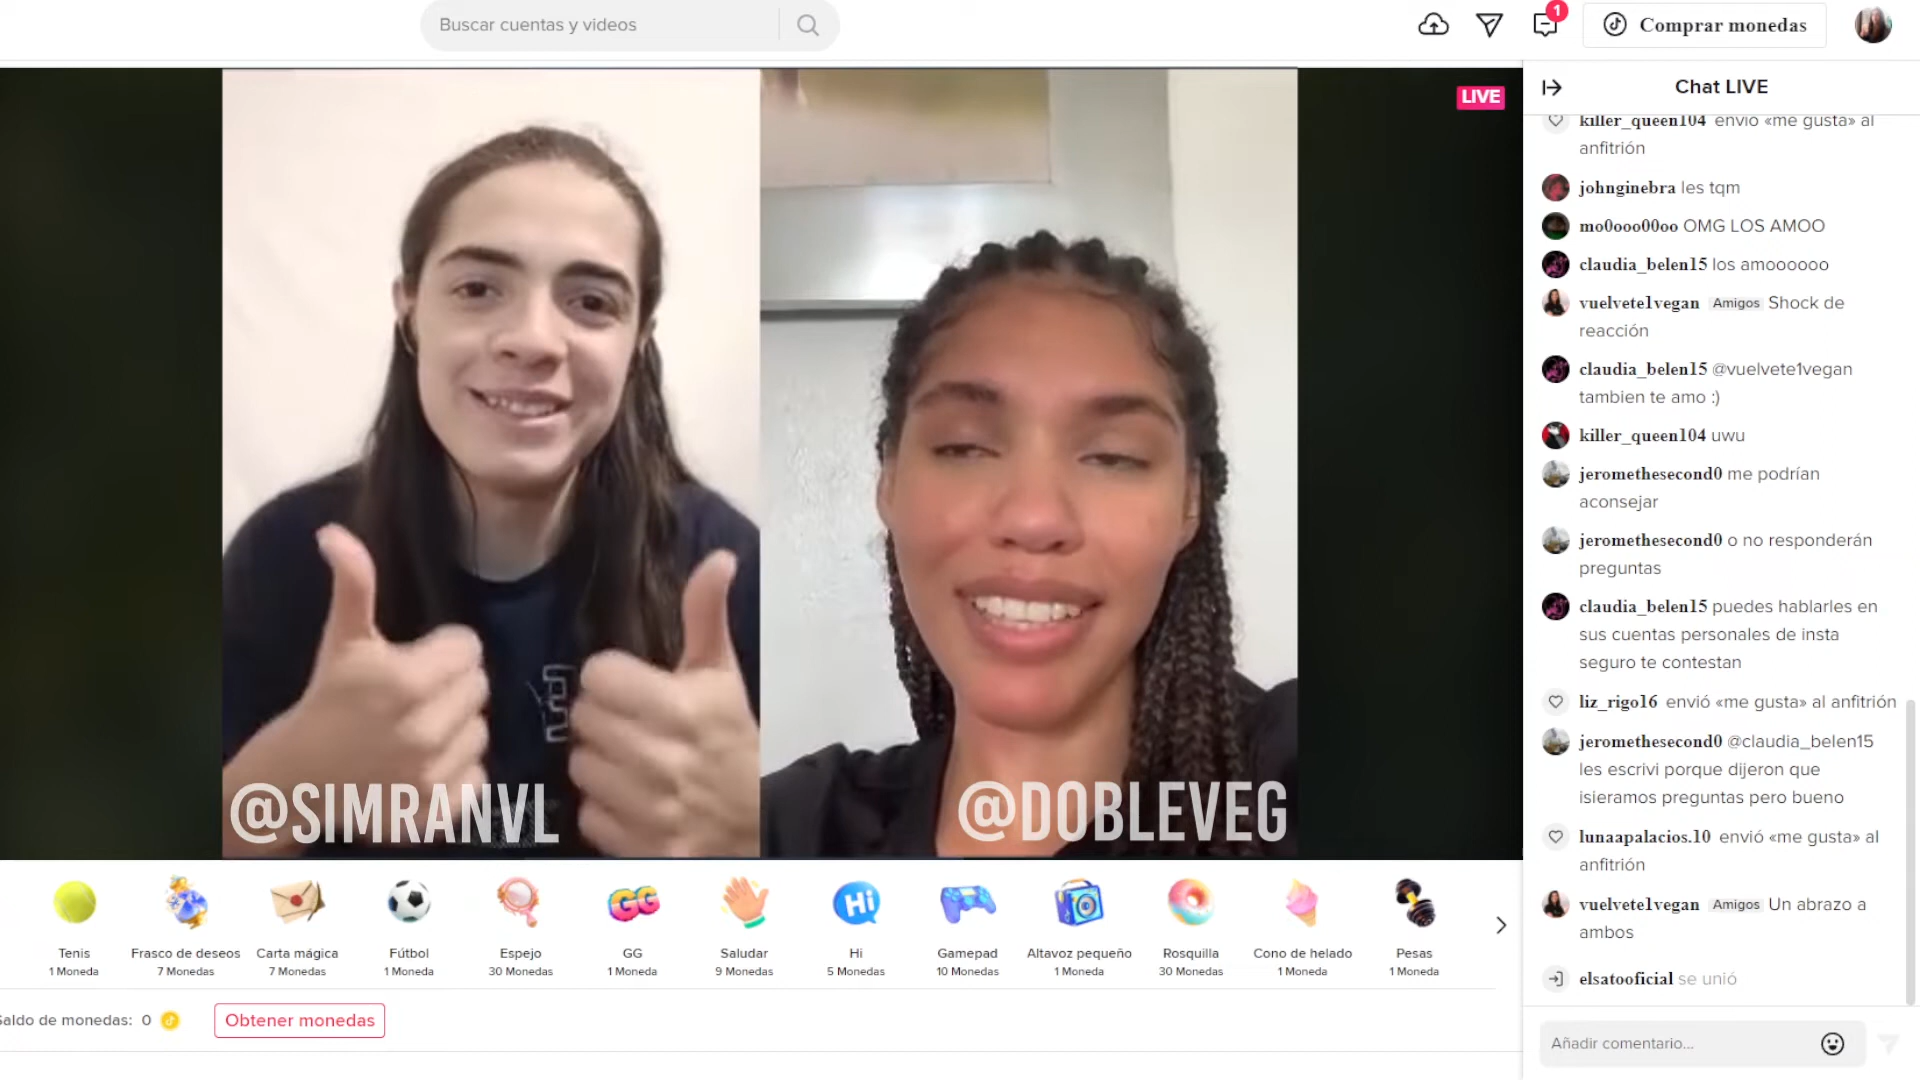 Buscar cuentas y videos
1
Comprar monedas
LIVE
Chat LIVE
killer_queen104 envió «me gusta» al
anfitrión
johnginebra les tqm
mo0ooo00oo OMG LOS AMOO
claudia_belen15 los amoooooo
vuelvete1vegan Amigos Shock de
reacción
claudia_belen15 @vuelvete1vegan
tambien te amo :)
killer_queen104 uwu
jeromethesecond0 me podrían
aconsejar
jeromethesecond0 o no responderán
preguntas
claudia_belen15 puedes hablarles en
sus cuentas personales de insta
seguro te contestan
liz_rigo16 envió «me gusta» al anfitrión
jeromethesecond0 @claudia_belen15
les escrivi porque dijeron que
isieramos preguntas pero bueno
lunaapalacios.10 envió «me gusta» al
anfitrión
vuelvete1vegan Amigos Un abrazo a
ambos
elsatooficial se unió
Añadir comentario...
@SIMRANVL
@DOBLEVEG
GG
Hi
Tenis
1 Moneda
Frasco de deseos
7 Monedas
Carta mágica
7 Monedas
Fútbol
1 Moneda
Espejo
30 Monedas
GG
1 Moneda
Saludar
9 Monedas
Hi
5 Monedas
Gamepad
10 Monedas
Altavoz pequeño
1 Moneda
Rosquilla
30 Monedas
Cono de helado
1 Moneda
Pesas
1 Moneda
Saldo de monedas: 0
Obtener monedas